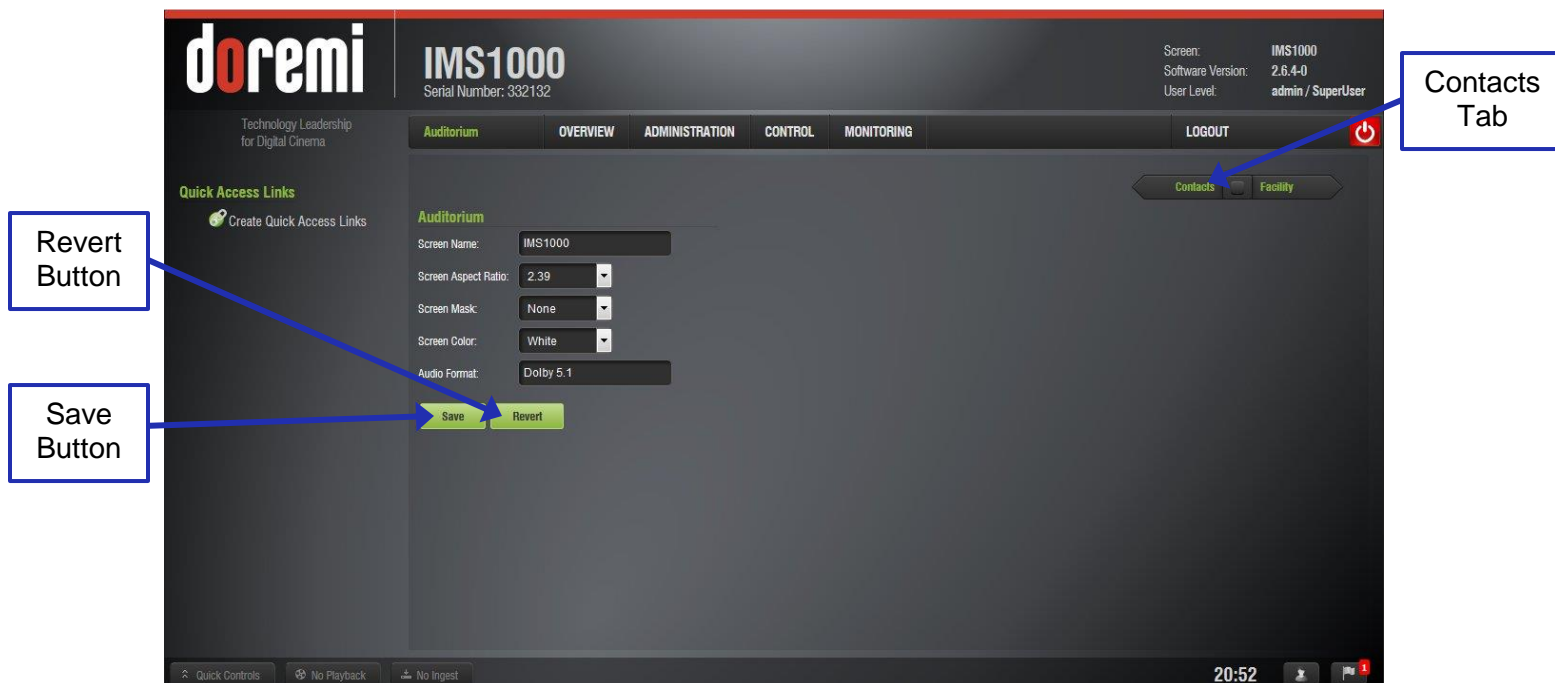 doremi
IMS1000
Serial Number: 332132
Screen: IMS1000
Software Version: 2.6.4-0
User Level: admin / SuperUser
Contacts
Tab
Technology Leadership
for Digital Cinema
Auditorium OVERVIEW ADMINISTRATION CONTROL MONITORING LOGOUT
Contacts Facility
Quick Access Links
Create Quick Access Links
Revert
Button
Save
Button
Auditorium
Screen Name: IMS1000
Screen Aspect Ratio: 2.39
Screen Mask: None
Screen Color: White
Audio Format: Dolby 5.1
Save Revert
Quick Controls No Playback No Ingest 20:52 1